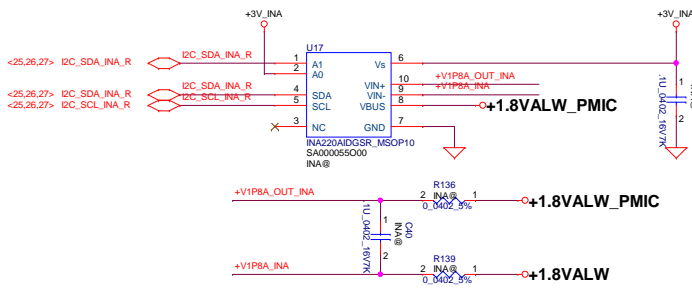 +3V_INA
+3V_INA
U17
<25,26,27> I2C_SDA_INA_R
I2C_SDA_INA_R
1
2
A1
A0
Vs
6
<25,26,27> I2C_SDA_INA_R
I2C_SDA_INA_R
4
SDA
VIN+
10
+V1P8A_OUT_INA
<25,26,27> I2C_SCL_INA_R
I2C_SCL_INA_R
5
SCL
VIN-
9
+V1P8A_INA
VBUS
8
+1.8VALW_PMIC
3
NC
GND
7
INA220AIDGSR_MSOP10
SA000055O00
INA@
1
2
.1U_0402_16V7K
+V1P8A_OUT_INA
R136
2
INA@
1
0_0402_5%
+1.8VALW_PMIC
1
2
C40
INA@
.1U_0402_16V7K
+V1P8A_INA
R139
2
INA@
1
0_0402_5%
+1.8VALW